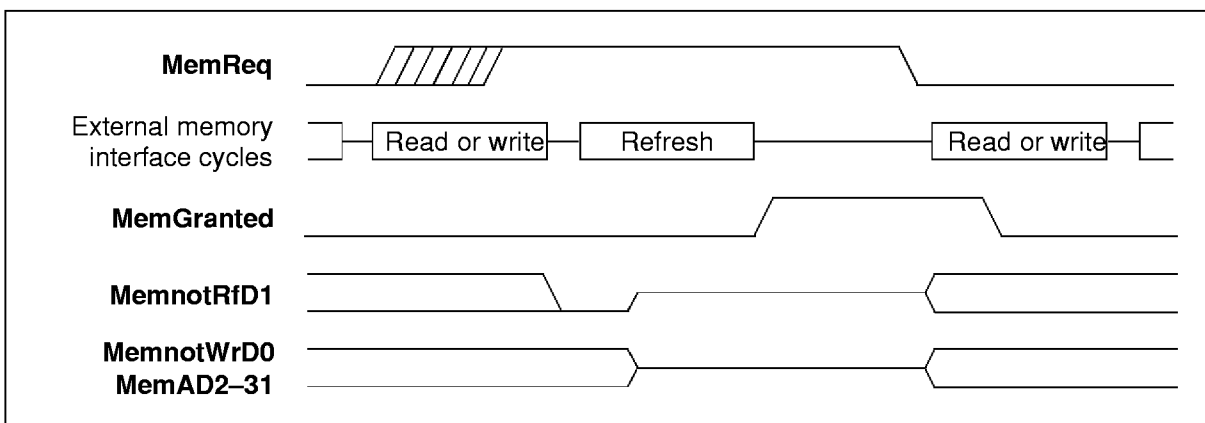 MemReq
External memory
interface cycles
Read or write Refresh Read or write
MemGranted
MemnotRfD1
MemnotWrD0
MemAD2–31